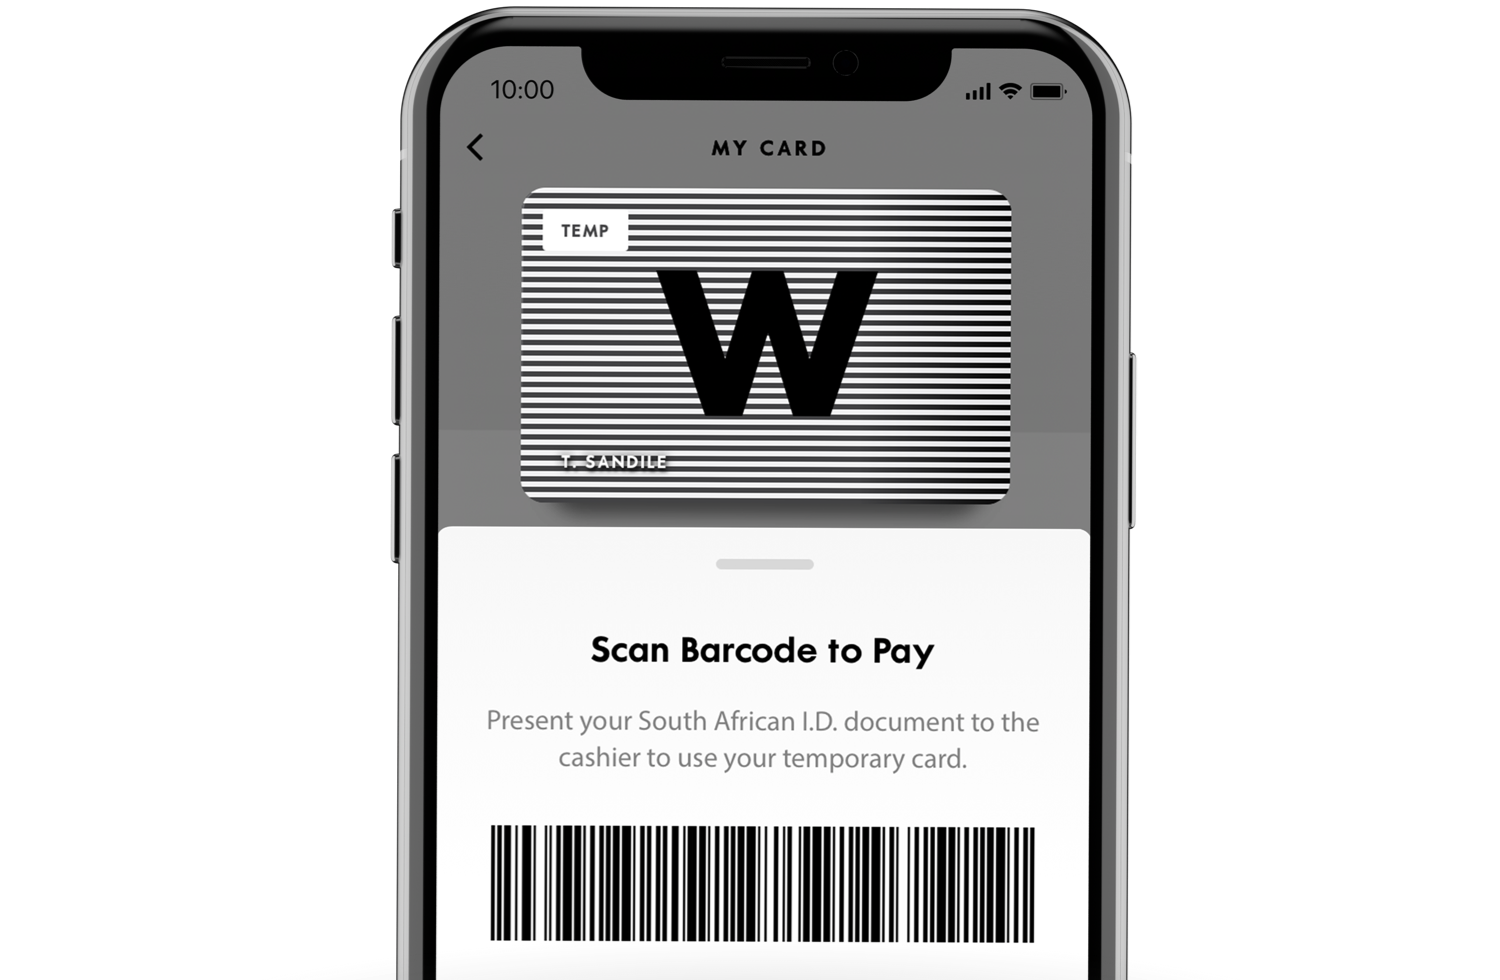 10:00
MY CARD
TEMP
W
T. SANDILE
Scan Barcode to Pay
Present your South African I.D. document to the
cashier to use your temporary card.